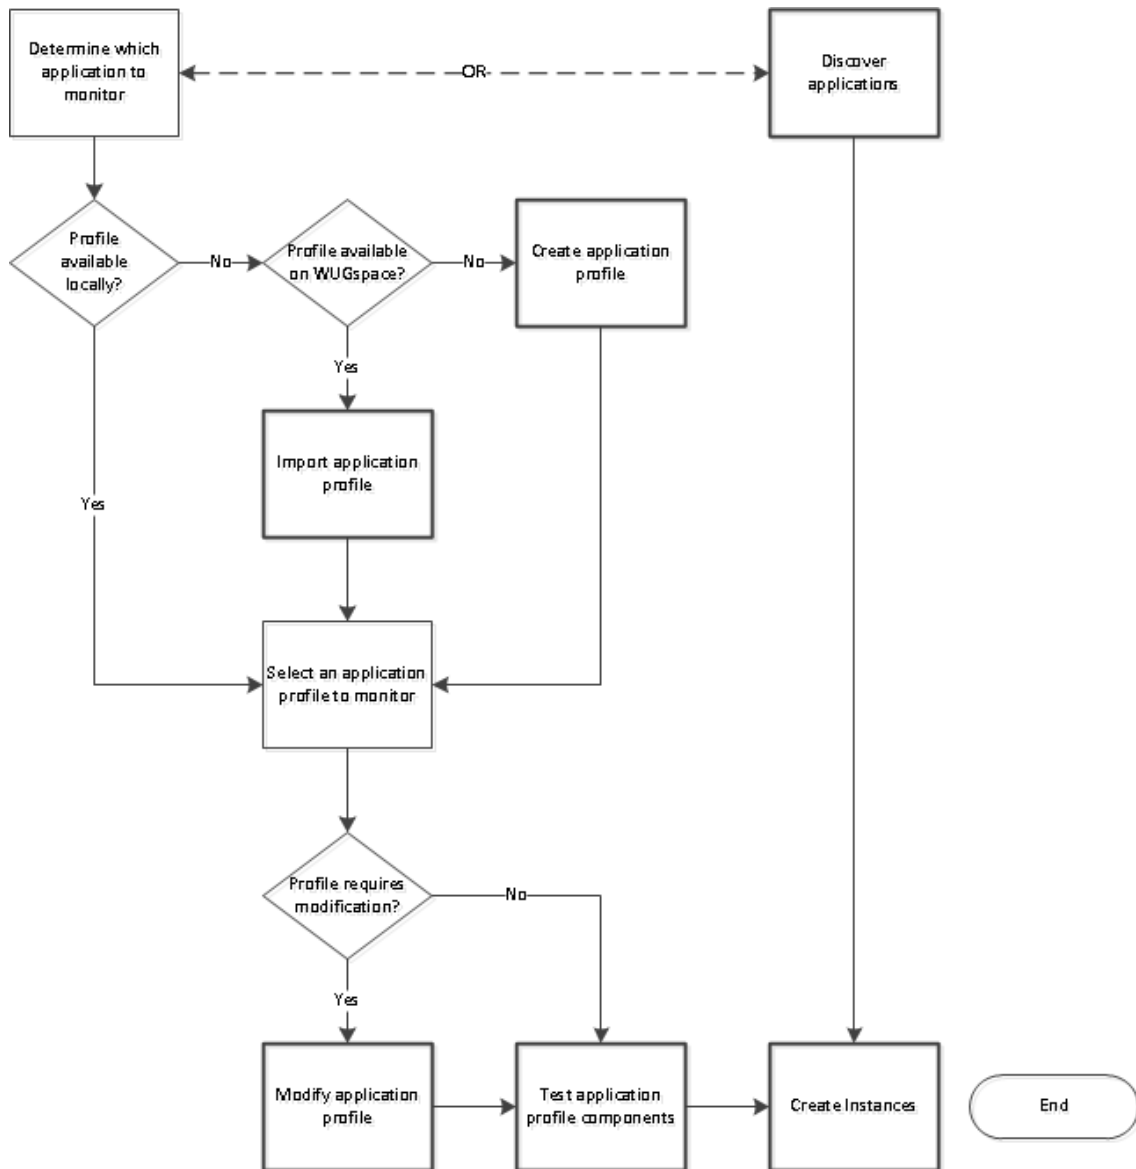 Determine which
application to
monitor
OR
Discover
applications
Profile
available
locally?
No
Profile available
on WUGspace?
No
Create application
profile
Yes
Import application
profile
Yes
Select an application
profile to monitor
Profile requires
modification?
No
Yes
Modify application
profile
Test application
profile components
Create Instances
End